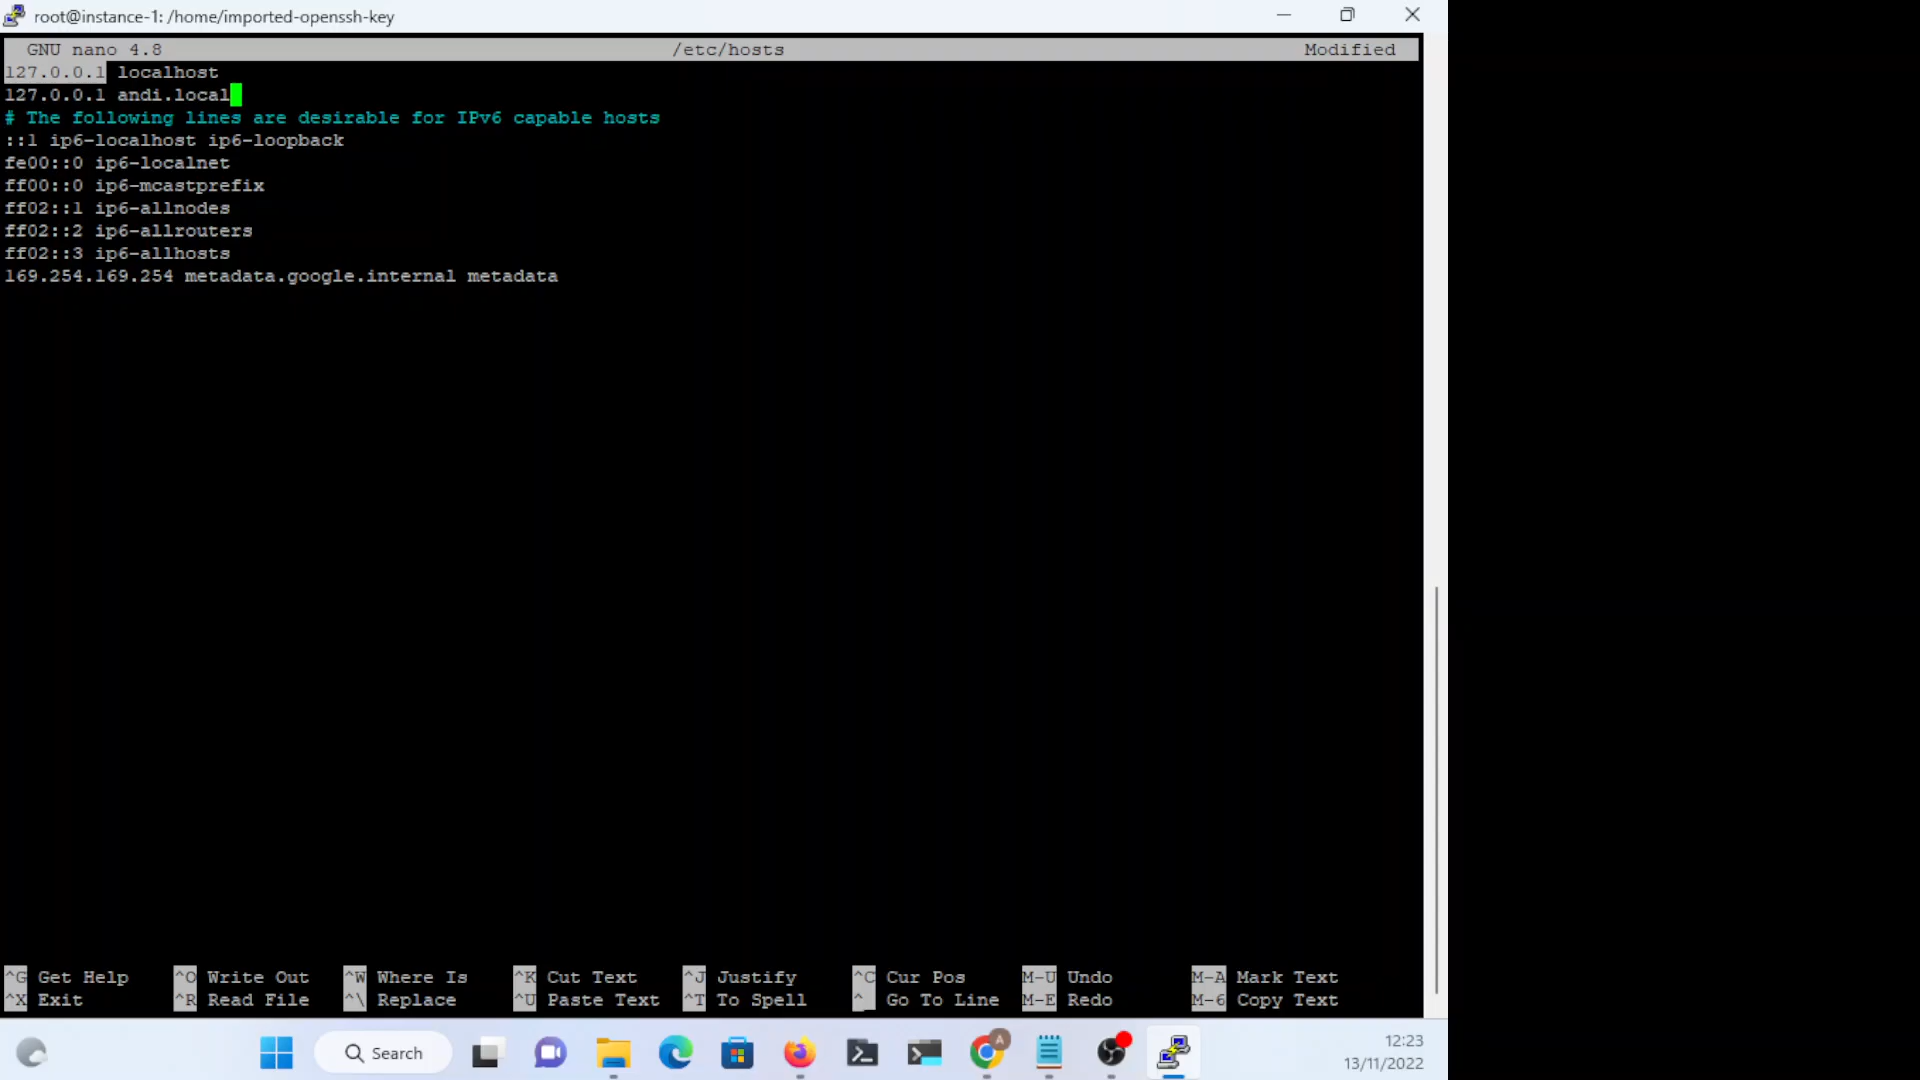 root@instance-1: /home/imported-openssh-key
GNU nano 4.8 /etc/hosts Modified
127.0.0.1 localhost
127.0.0.1 andi.local
# The following lines are desirable for IPv6 capable hosts
::1 ip6-localhost ip6-loopback
fe00::0 ip6-localnet
ff00::0 ip6-mcastprefix
ff02::1 ip6-allnodes
ff02::2 ip6-allrouters
ff02::3 ip6-allhosts
169.254.169.254 metadata.google.internal metadata
^G Get Help ^O Write Out ^W Where Is ^K Cut Text ^J Justify ^C Cur Pos M-U Undo M-A Mark Text
^X Exit ^R Read File ^\ Replace ^U Paste Text ^T To Spell ^_ Go To Line M-E Redo M-6 Copy Text
Search
A
12:23
13/11/2022